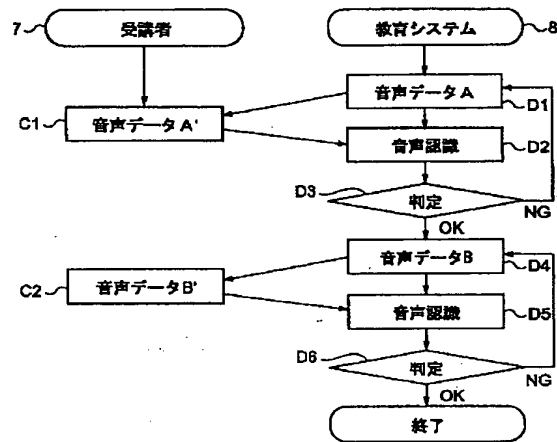 7
受講者
教育システム
8
音声データA
D1
C1
音声データA'
音声認識
D2
D3
判定
NG
OK
音声データB
D4
C2
音声データB'
音声認識
D5
D6
判定
NG
OK
終了